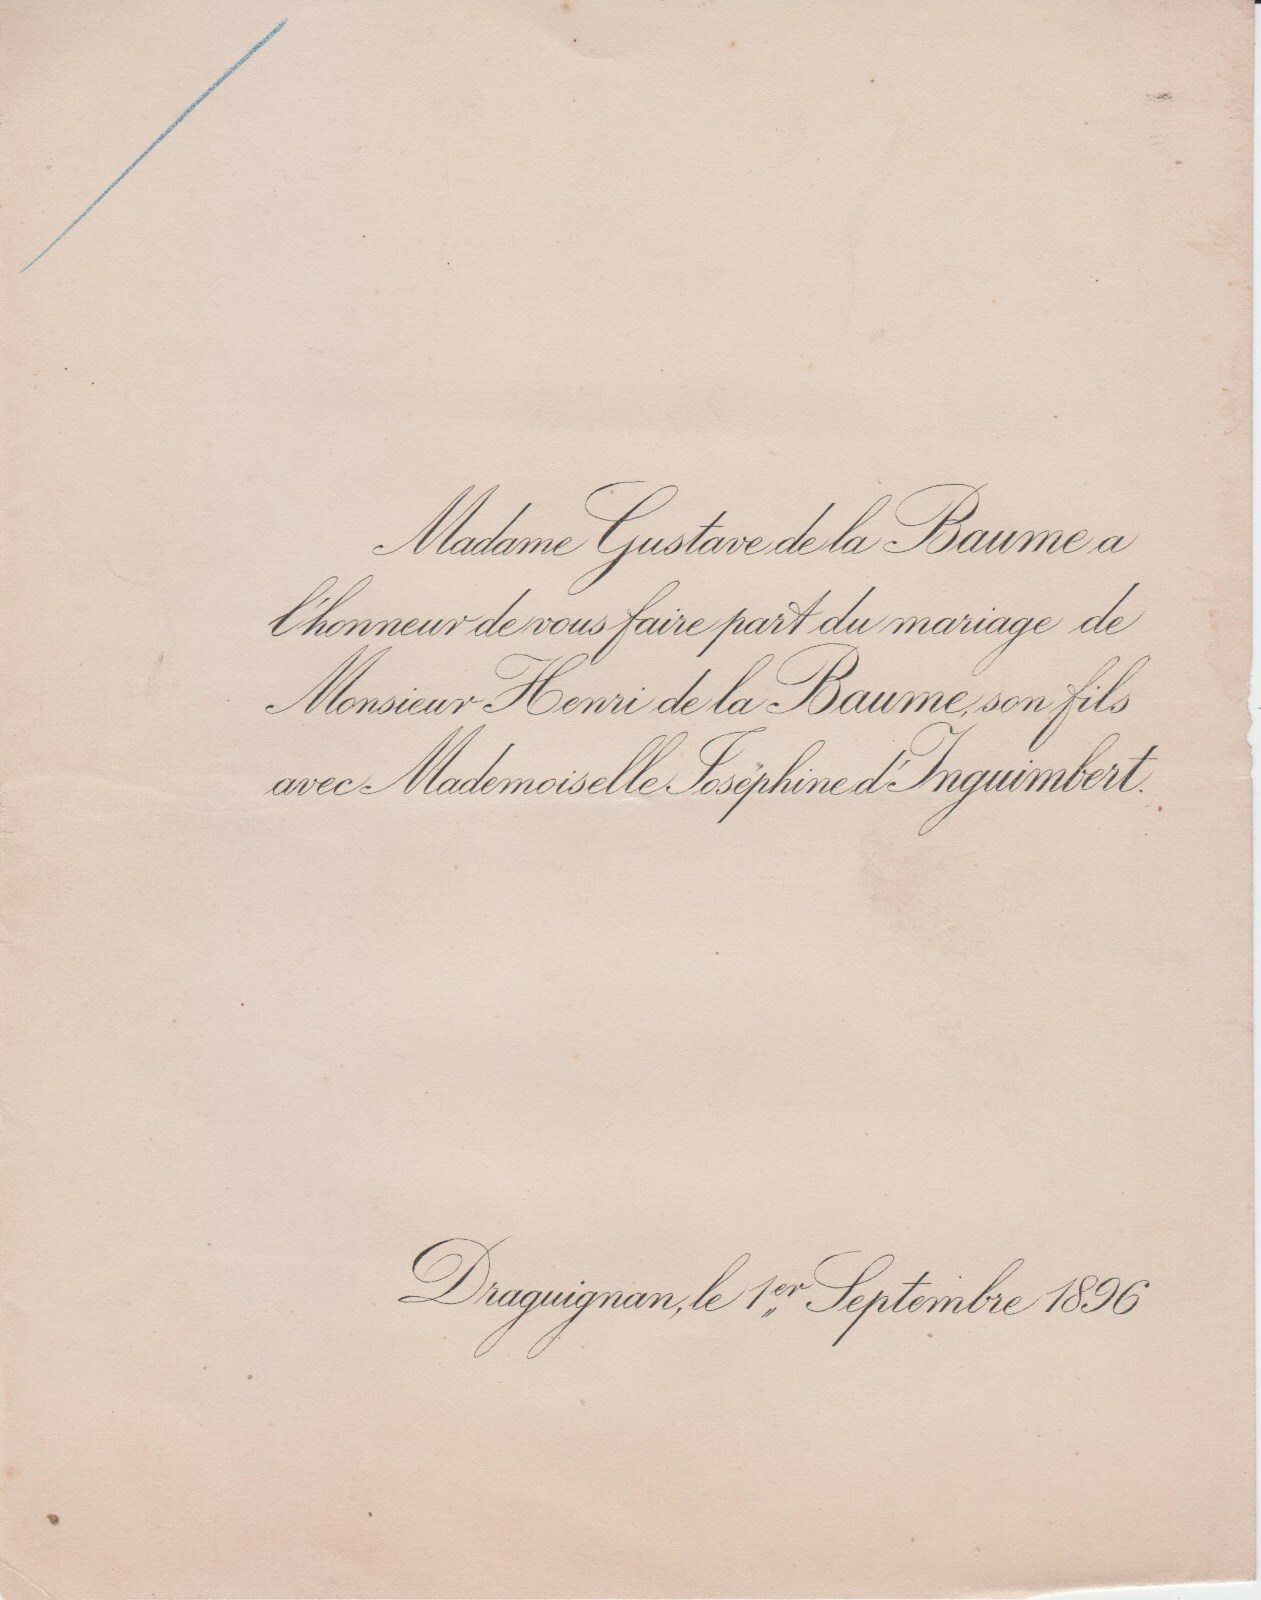 Madame Gustave de la Baume a
l'honneur de vous faire part du mariage de
Monsieur Henri de la Baume, son fils
avec Mademoiselle Joséphine d'Inguimbert.
Draguignan, le 1er Septembre 1896